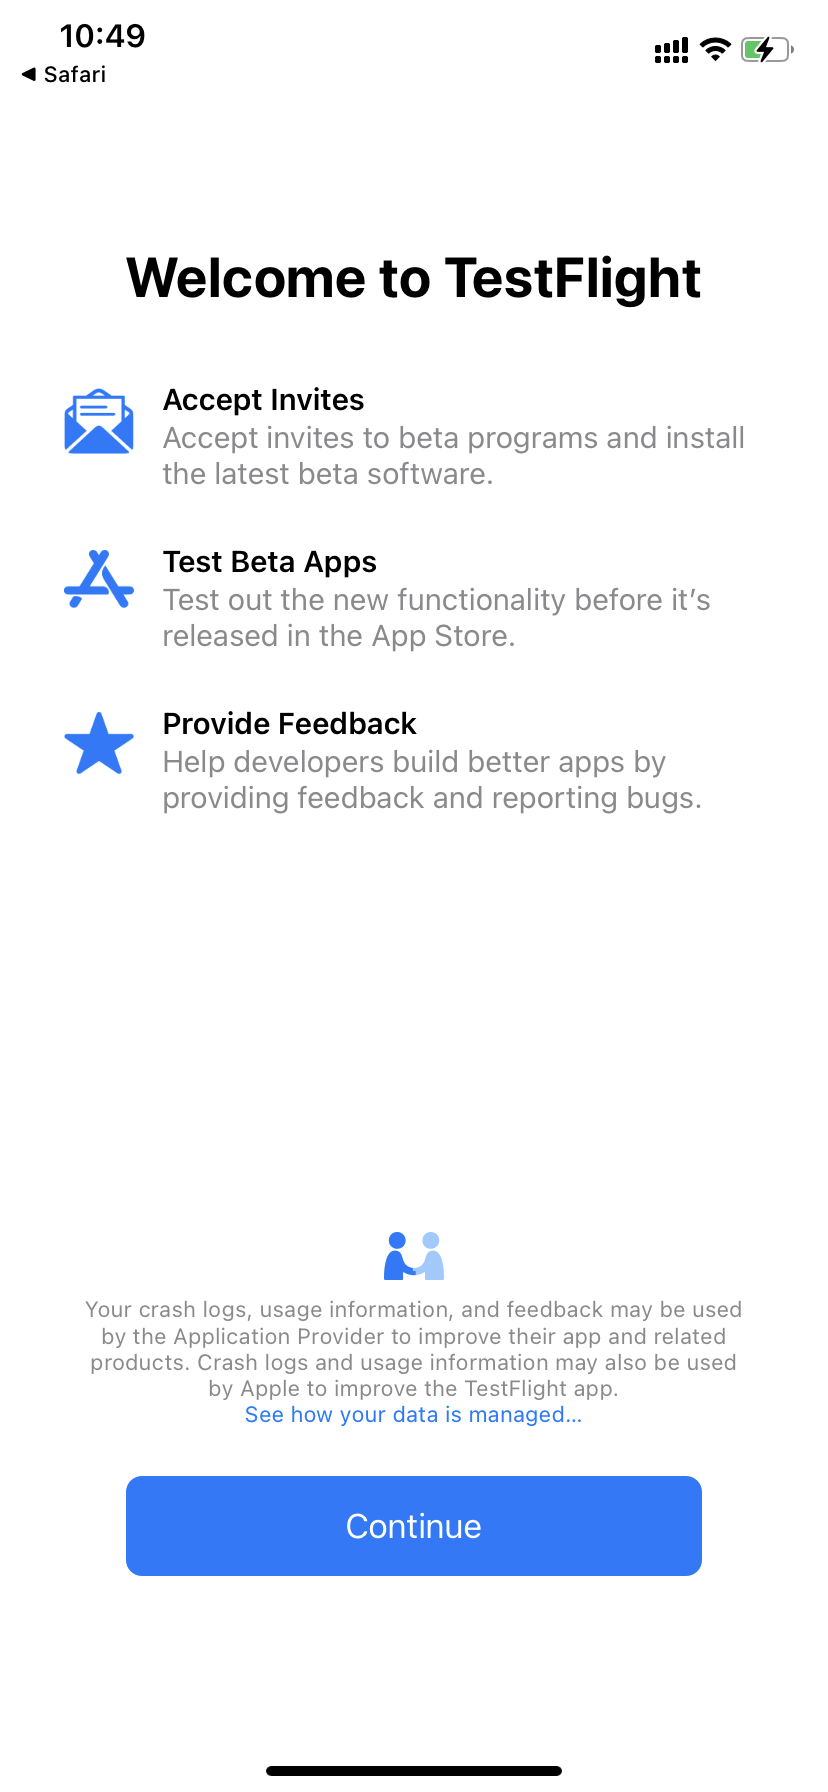 10:49
◀ Safari
Welcome to TestFlight
Accept Invites
Accept invites to beta programs and install
the latest beta software.
Test Beta Apps
Test out the new functionality before it’s
released in the App Store.
Provide Feedback
Help developers build better apps by
providing feedback and reporting bugs.
Your crash logs, usage information, and feedback may be used
by the Application Provider to improve their app and related
products. Crash logs and usage information may also be used
by Apple to improve the TestFlight app.
See how your data is managed...
Continue